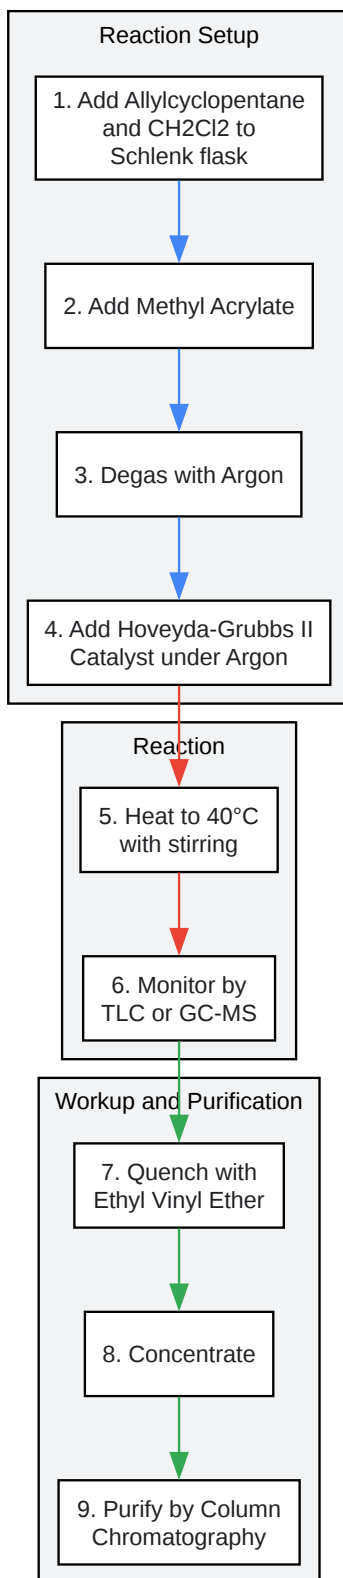 Reaction Setup
1. Add Allylcyclopentane
and CH2Cl2 to
Schlenk flask
2. Add Methyl Acrylate
3. Degas with Argon
4. Add Hoveyda-Grubbs II
Catalyst under Argon
Reaction
5. Heat to 40°C
with stirring
6. Monitor by
TLC or GC-MS
Workup and Purification
7. Quench with
Ethyl Vinyl Ether
8. Concentrate
9. Purify by Column
Chromatography